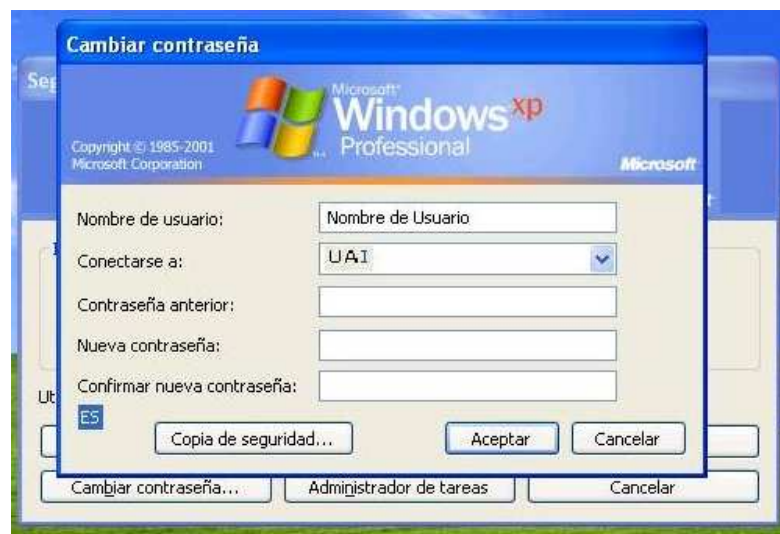 Cambiar contraseña
Seg
Microsoft
Windows xp
Professional
Copyright © 1985-2001
Microsoft Corporation
Microsoft
Nombre de usuario:
Nombre de Usuario
Conectarse a:
UAI
Contraseña anterior:
Nueva contraseña:
Confirmar nueva contraseña:
Ut
ES
Copia de seguridad...
Aceptar
Cancelar
Cambiar contraseña...
Administrador de tareas
Cancelar